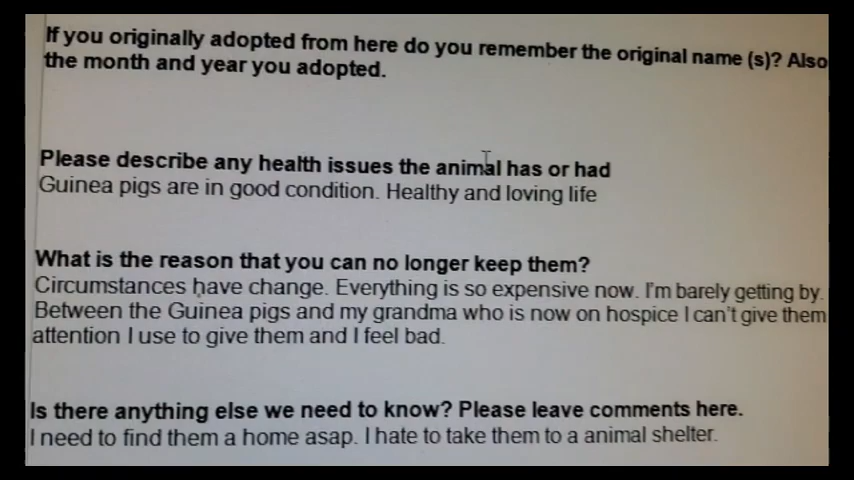 If you originally adopted from here do you remember the original name (s)? Also
the month and year you adopted.
Please describe any health issues the animal has or had
Guinea pigs are in good condition. Healthy and loving life
What is the reason that you can no longer keep them?
Circumstances have change. Everything is so expensive now. I'm barely getting by.
Between the Guinea pigs and my grandma who is now on hospice I can't give them
attention I use to give them and I feel bad.
Is there anything else we need to know? Please leave comments here.
I need to find them a home asap. I hate to take them to a animal shelter.